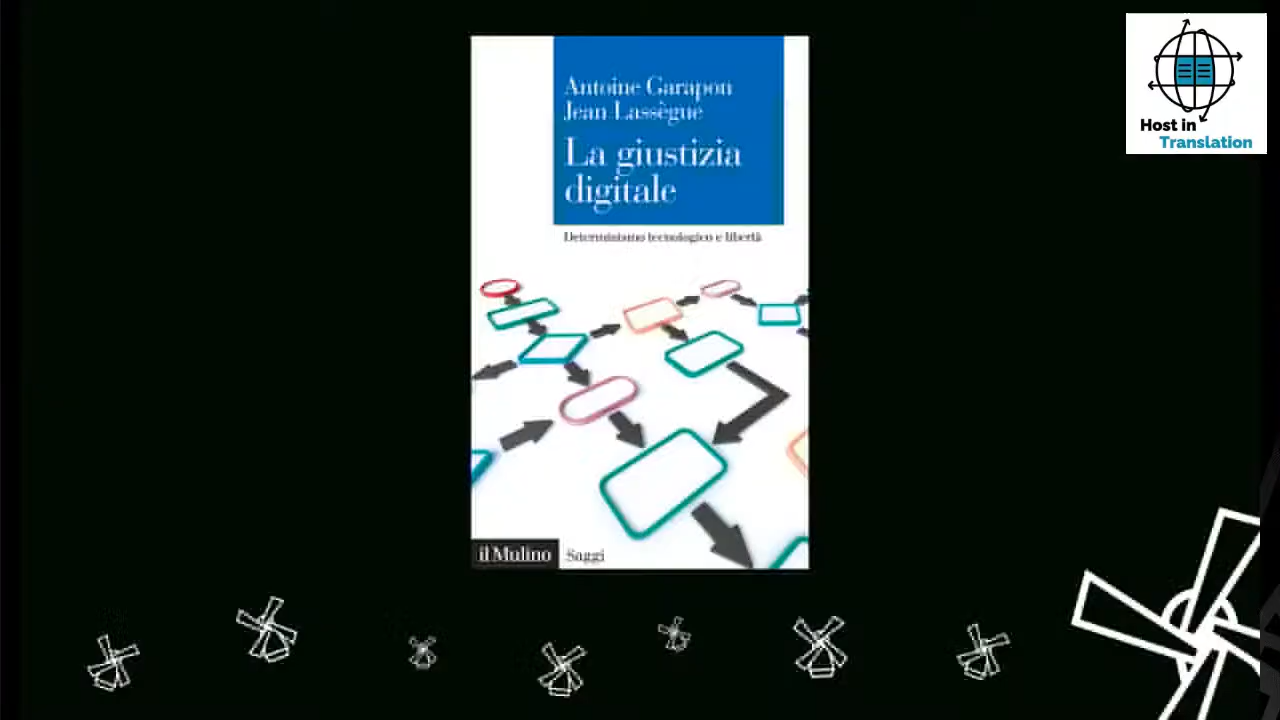 Antoine Garapon
Jean Lassègue
La giustizia
digitale
Determinismo tecnologico e libertà
il Mulino
Saggi
Host in
Translation